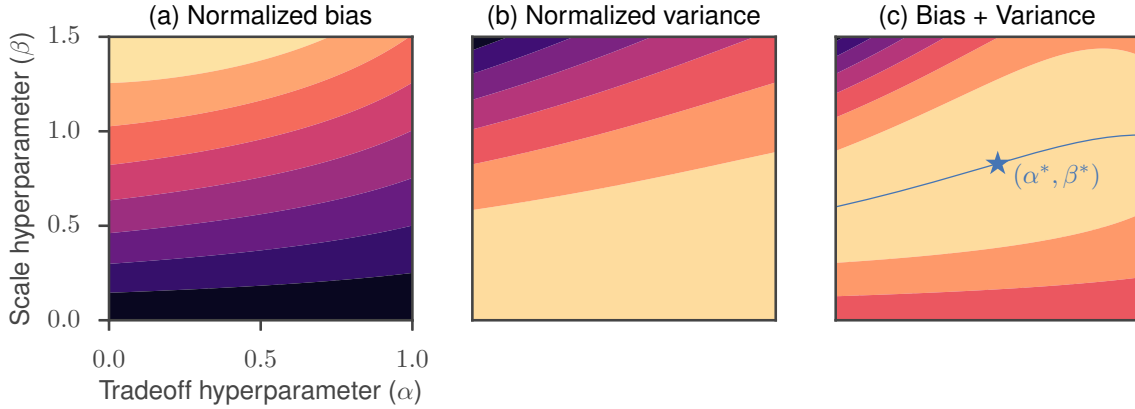 (a) Normalized bias
(b) Normalized variance
(c) Bias + Variance
Scale hyperparameter (β)
1.5
1.0
0.5
0.0
0.0 0.5 1.0
Tradeoff hyperparameter (α)
(α*, β*)